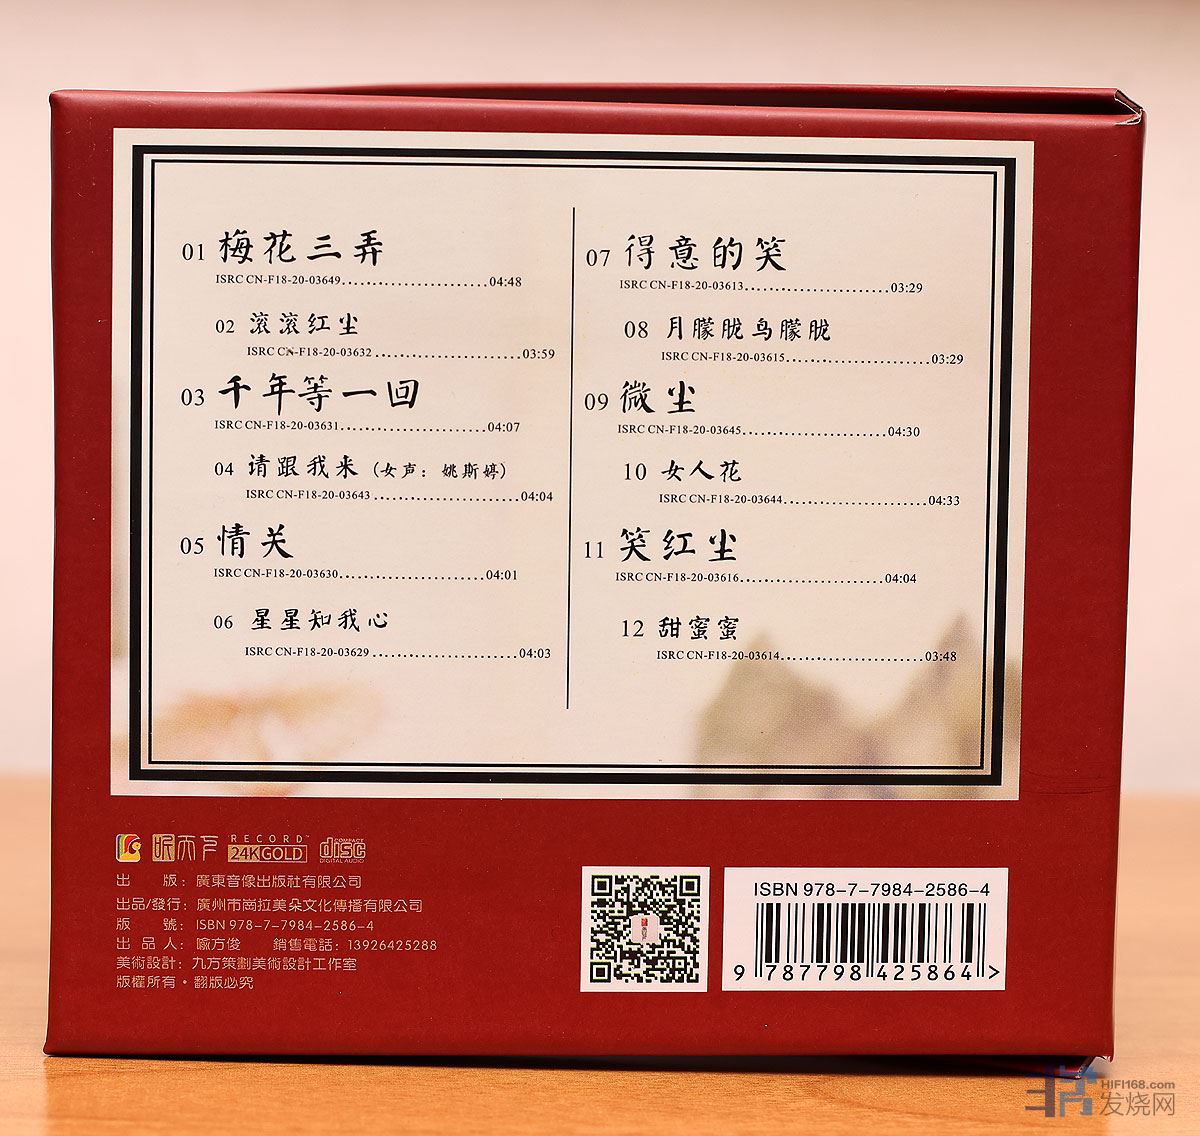 01 梅花三弄
ISRC CN-F18-20-03649........................04:48
02 滚滚红尘
ISRC CN-F18-20-03632........................03:59
03 千年等一回
ISRC CN-F18-20-03631........................04:07
04 请跟我来（女声：姚斯婷）
ISRC CN-F18-20-03643........................04:04
05 情关
ISRC CN-F18-20-03630........................04:01
06 星星知我心
ISRC CN-F18-20-03629........................04:03
07 得意的笑
ISRC CN-F18-20-03613........................03:29
08 月朦胧鸟朦胧
ISRC CN-F18-20-03615........................03:29
09 微尘
ISRC CN-F18-20-03645........................04:30
10 女人花
ISRC CN-F18-20-03644........................04:33
11 笑红尘
ISRC CN-F18-20-03616........................04:04
12 甜蜜蜜
ISRC CN-F18-20-03614........................03:48
RECORD™
24K GOLD
COMPACT
disc
DIGITAL AUDIO
出　　版：廣東音像出版社有限公司
出品/發行：廣州市崗拉美朵文化傳播有限公司
版　　號：ISBN 978-7-7984-2586-4
出 品 人：喩方俊　　銷售電話：13926425288
美術設計：九方策劃美術設計工作室
版權所有·翻版必究
ISBN 978-7-7984-2586-4
9 787798 425864 >
HIFI168.com
发烧网